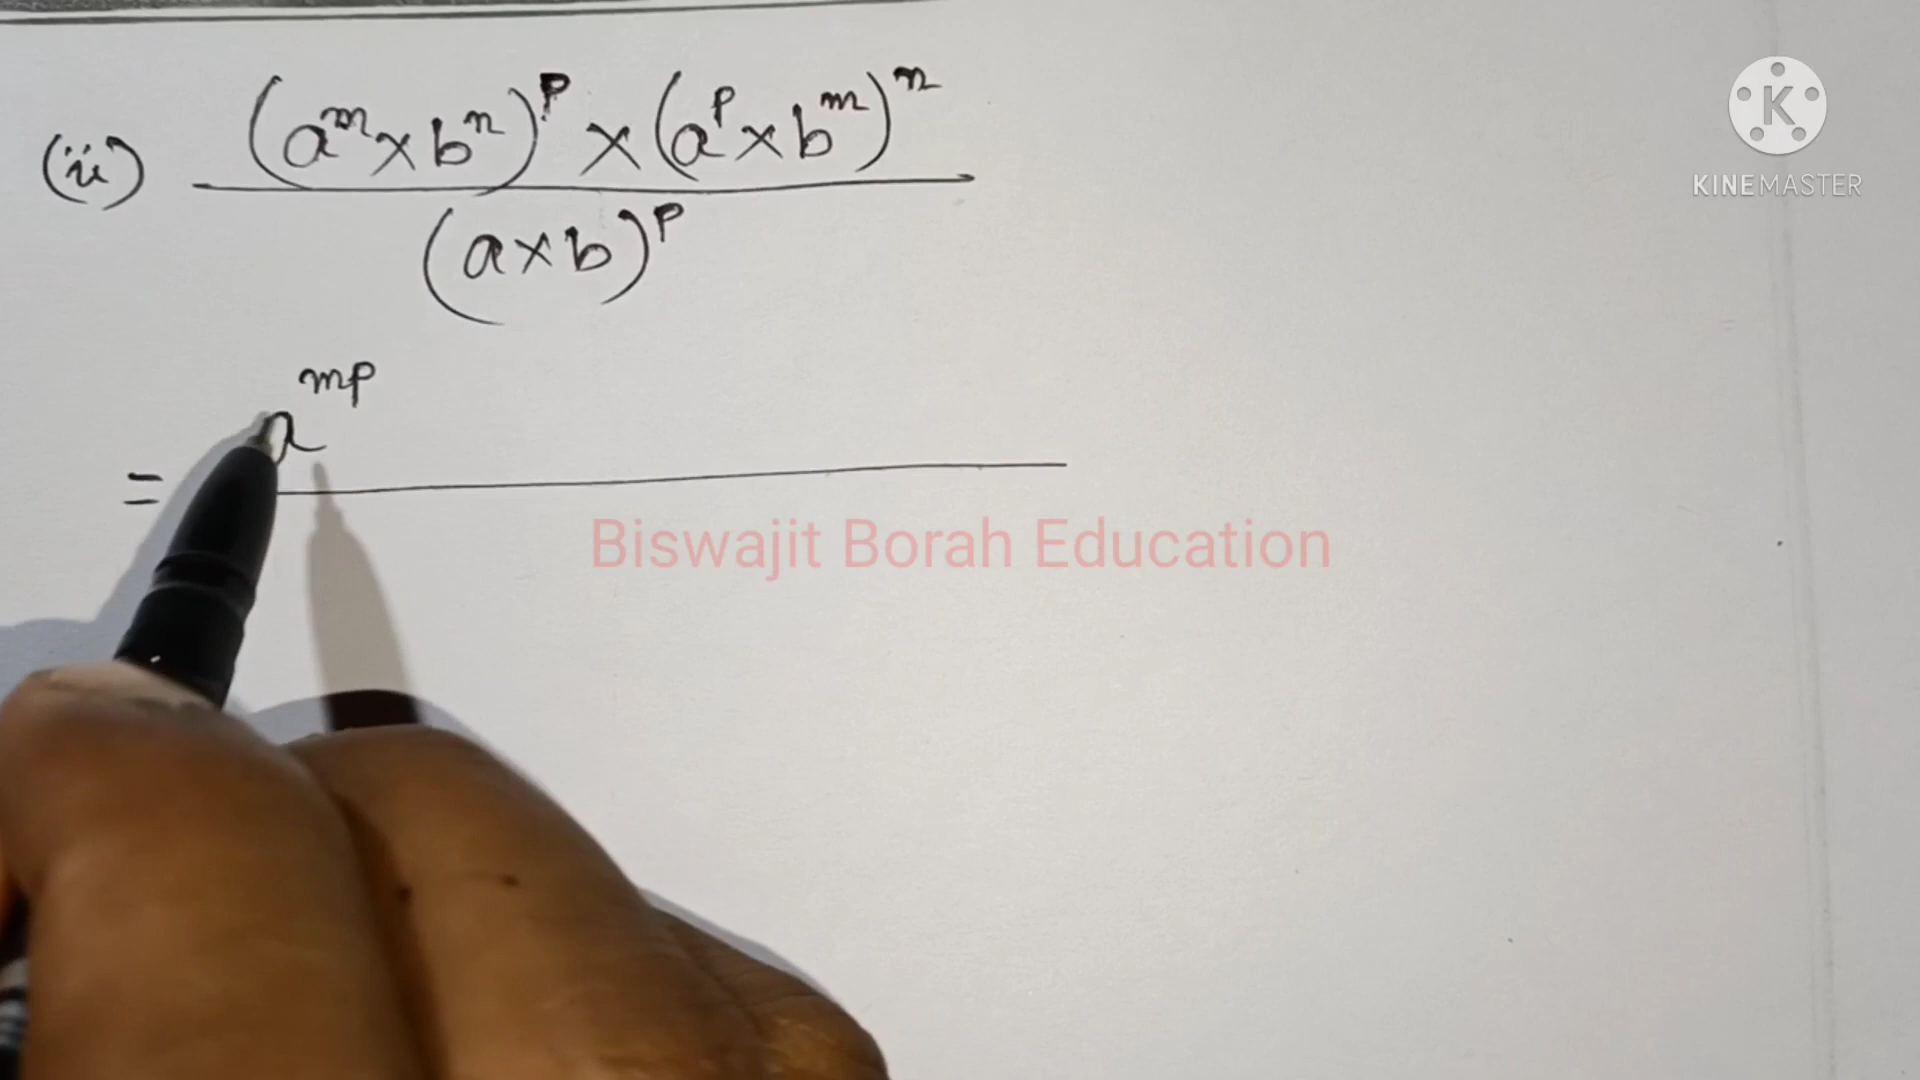 (ii) (a^m × b^n)^p × (a^p × b^m)^n
(a × b)^p
= a^mp
KINEMASTER
Biswajit Borah Education